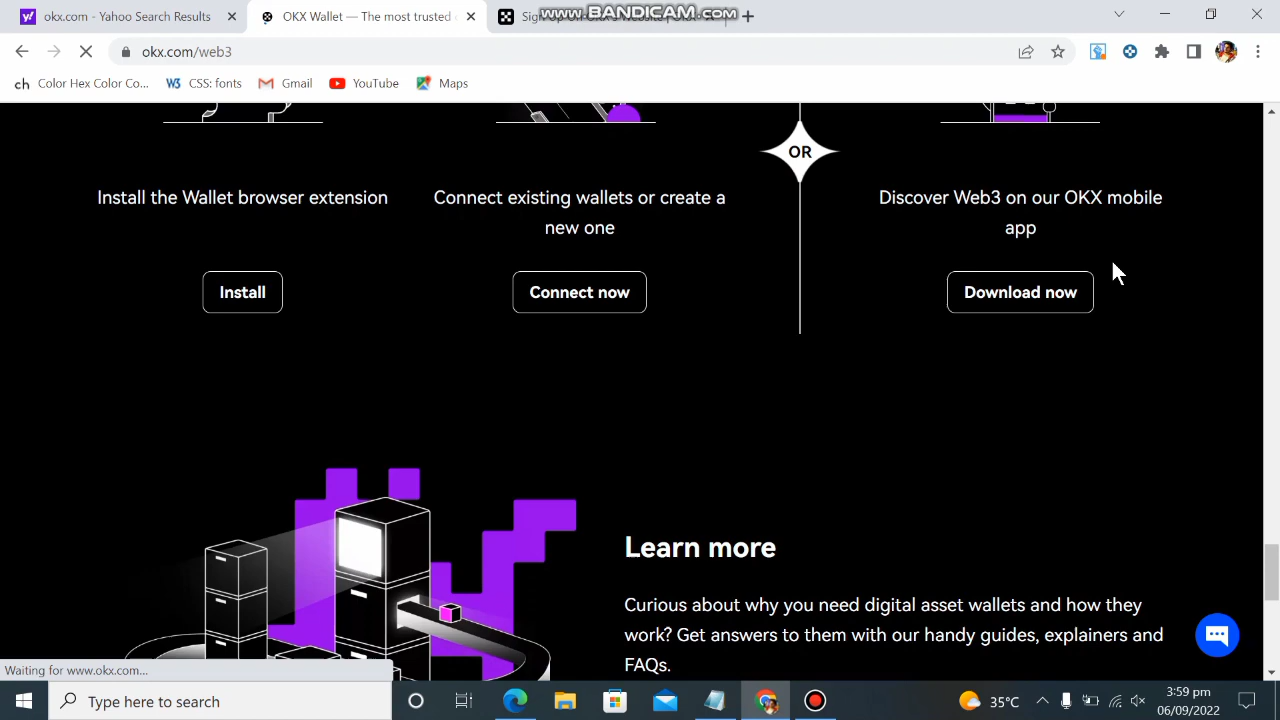 okx.com - Yahoo Search Results
OKX Wallet — The most trusted
www.BANDICAM.com
okx.com/web3
ch Color Hex Color Co...
W3 CSS: fonts
Gmail
YouTube
Maps
OR
Install the Wallet browser extension
Connect existing wallets or create a
new one
Discover Web3 on our OKX mobile
app
Install
Connect now
Download now
Learn more
Curious about why you need digital asset wallets and how they
work? Get answers to them with our handy guides, explainers and
FAQs.
Waiting for www.okx.com...
Type here to search
35°C
3:59 pm
06/09/2022